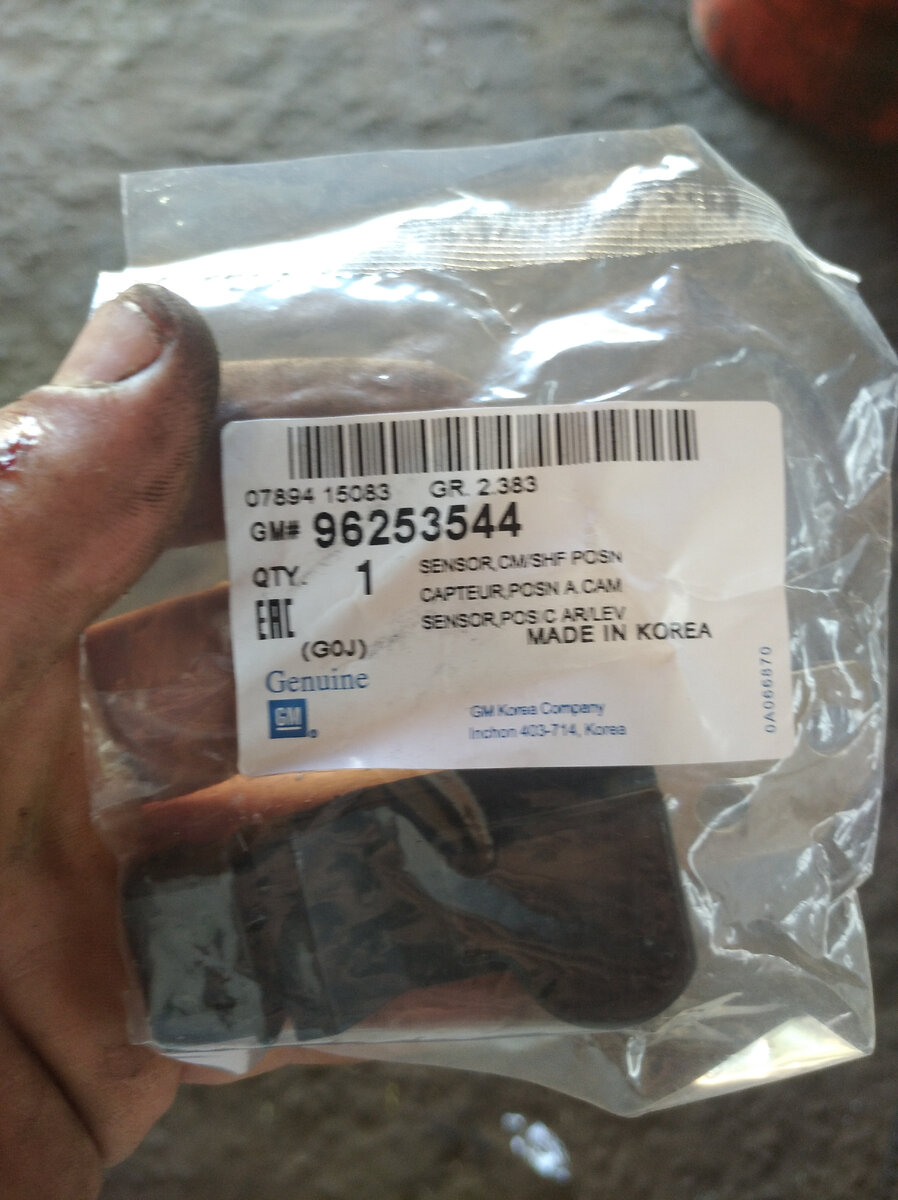 07894 15083 GR. 2.383
GM# 96253544
QTY. 1
SENSOR,CM/SHF POSN
CAPTEUR,POSN A.CAM
SENSOR,POS/C AR/LEV
EAC
MADE IN KOREA
(G0J)
Genuine
GM
GM Korea Company
Inchon 403-714, Korea
0A066870